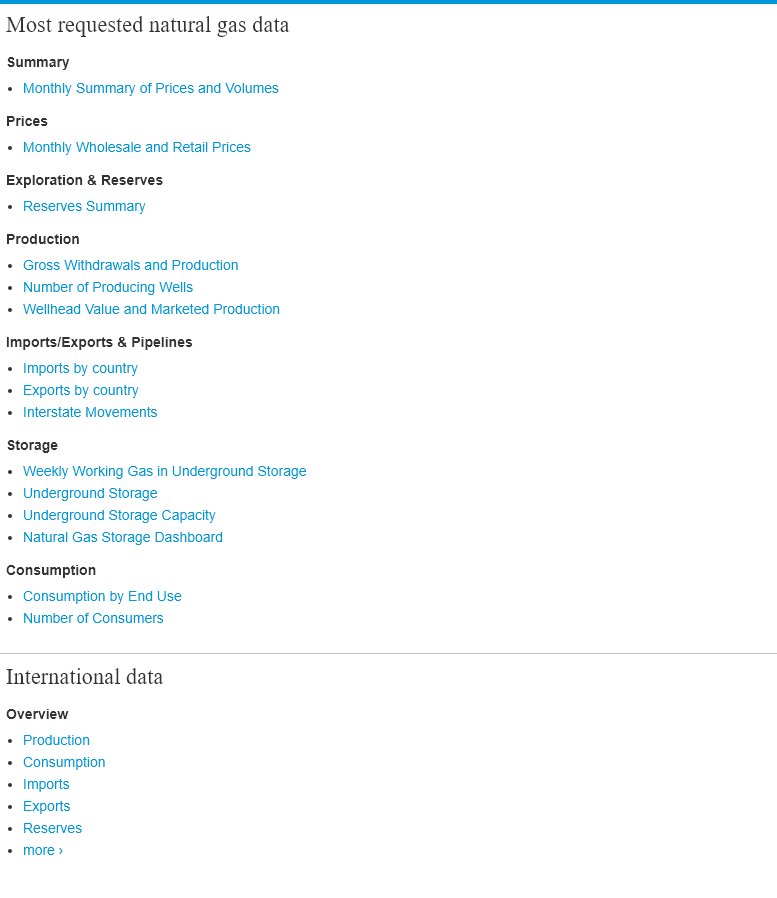 Most requested natural gas data
Summary
• Monthly Summary of Prices and Volumes
Prices
• Monthly Wholesale and Retail Prices
Exploration & Reserves
• Reserves Summary
Production
• Gross Withdrawals and Production
• Number of Producing Wells
• Wellhead Value and Marketed Production
Imports/Exports & Pipelines
• Imports by country
• Exports by country
• Interstate Movements
Storage
• Weekly Working Gas in Underground Storage
• Underground Storage
• Underground Storage Capacity
• Natural Gas Storage Dashboard
Consumption
• Consumption by End Use
• Number of Consumers
International data
Overview
• Production
• Consumption
• Imports
• Exports
• Reserves
• more ›